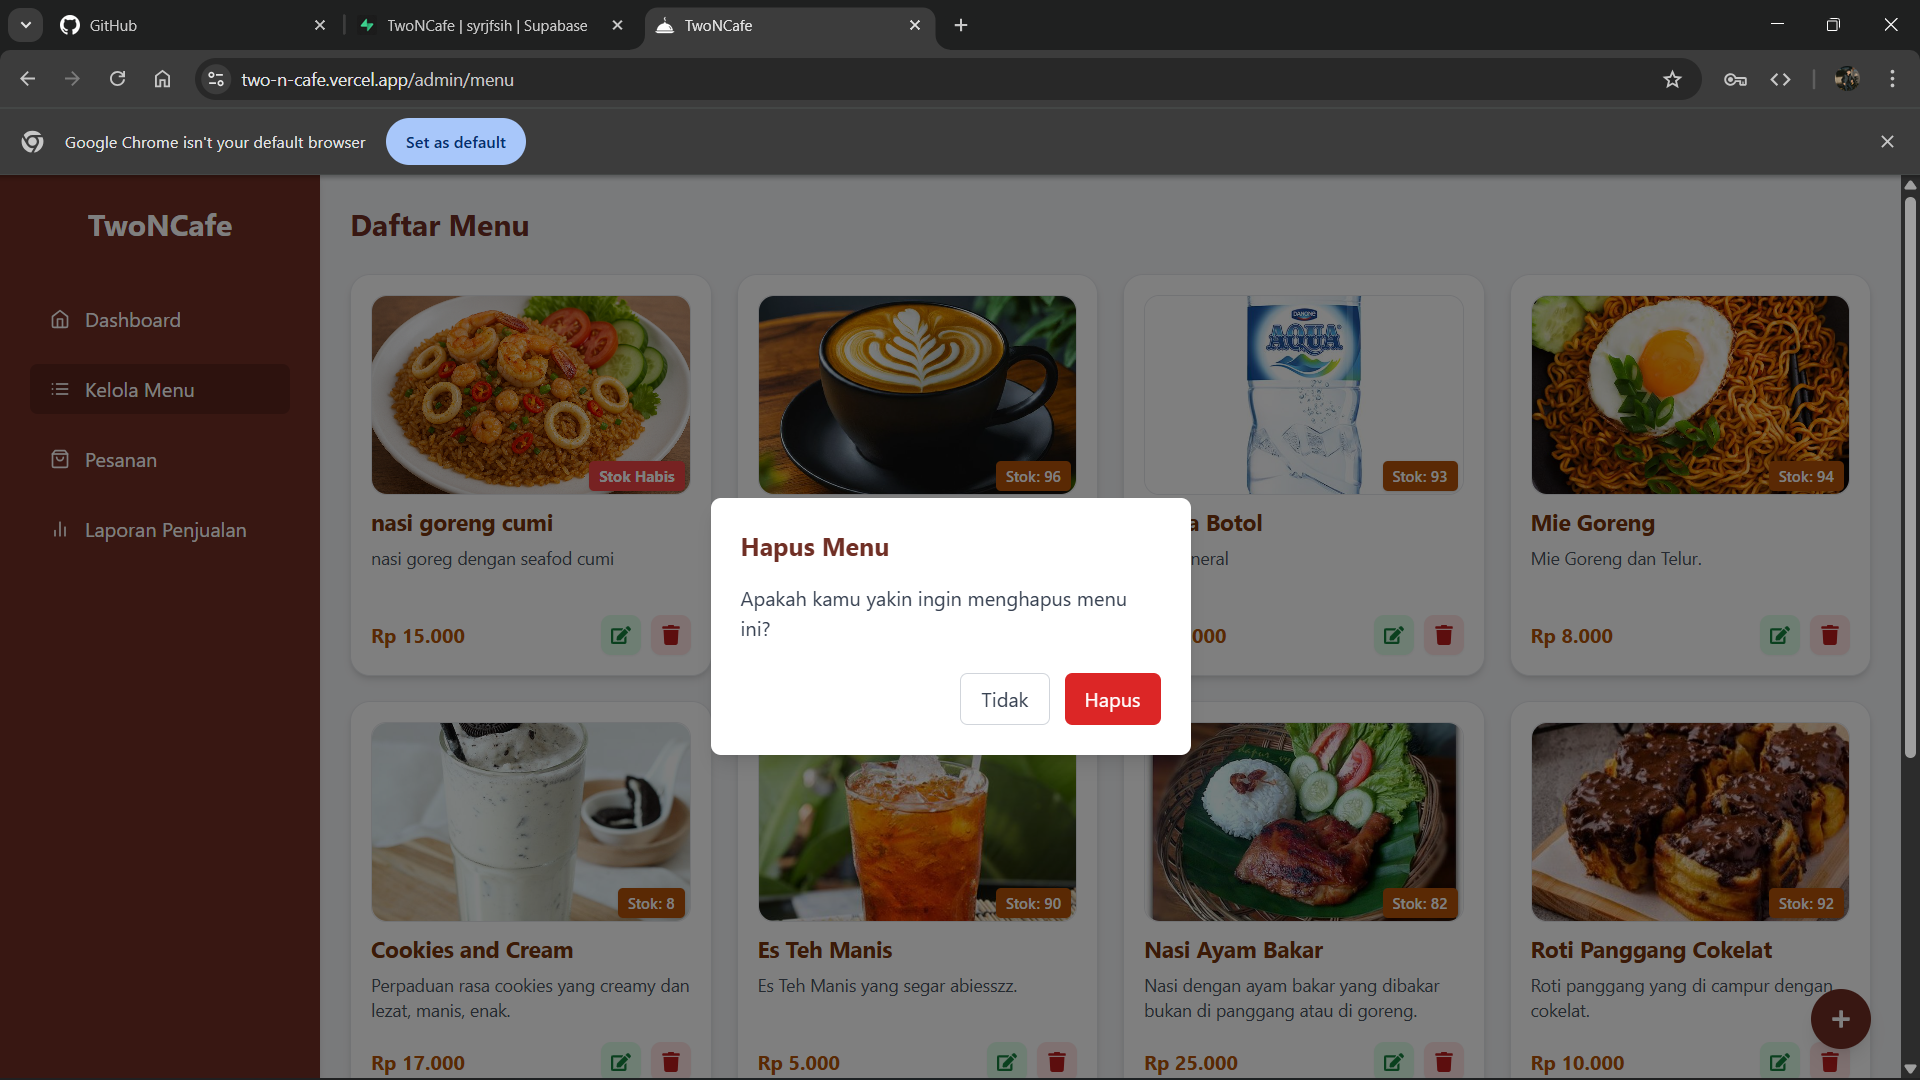 GitHub
TwoNCafe | syrjfsih | Supabase
TwoNCafe
two-n-cafe.vercel.app/admin/menu
Google Chrome isn't your default browser
Set as default
TwoNCafe
Dashboard
Kelola Menu
Pesanan
Laporan Penjualan
Daftar Menu
Stok Habis
nasi goreng cumi
nasi goreg dengan seafod cumi
Rp 15.000
Stok: 96
DANONE
AQUA
Stok: 93
a Botol
neral
000
Stok: 94
Mie Goreng
Mie Goreng dan Telur.
Rp 8.000
Hapus Menu
Apakah kamu yakin ingin menghapus menu
ini?
Tidak
Hapus
Stok: 8
Cookies and Cream
Perpaduan rasa cookies yang creamy dan
lezat, manis, enak.
Rp 17.000
Stok: 90
Es Teh Manis
Es Teh Manis yang segar abiesszz.
Rp 5.000
Stok: 82
Nasi Ayam Bakar
Nasi dengan ayam bakar yang dibakar
bukan di panggang atau di goreng.
Rp 25.000
Stok: 92
Roti Panggang Cokelat
Roti panggang yang di campur dengan
cokelat.
Rp 10.000